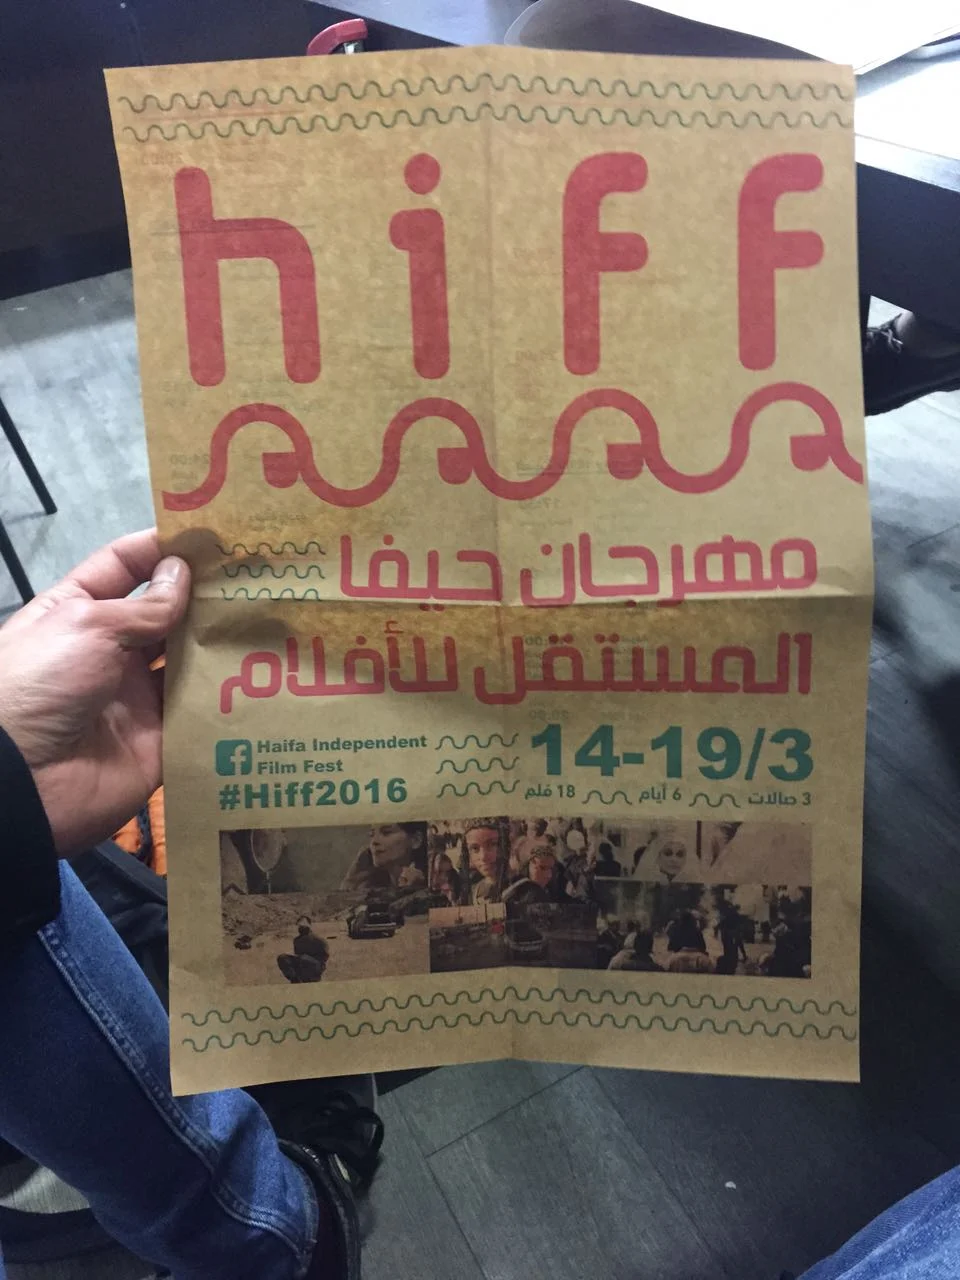 hiff
مهرجان حيفا
المستقل للأفلام
Haifa Independent
Film Fest
#Hiff2016
14-19/3
3 صالات 6 أيام 18 فلم